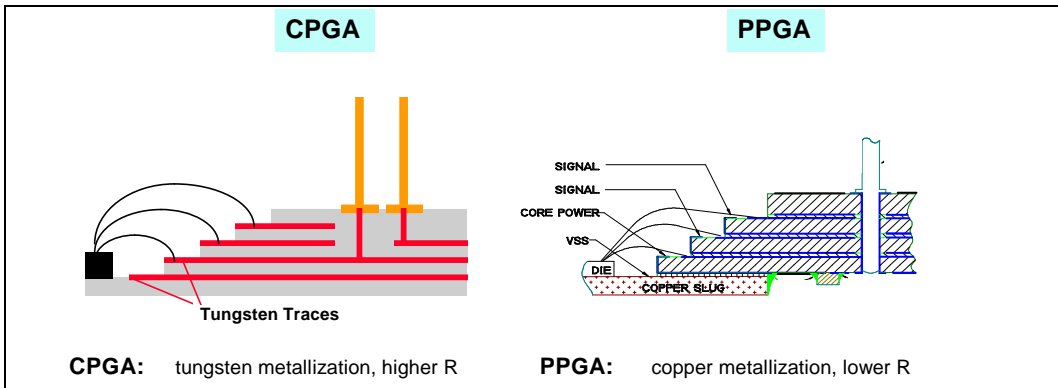 CPGA
PPGA
SIGNAL
SIGNAL
CORE POWER
VSS
DIE
COPPER SLUG
Tungsten Traces
CPGA: tungsten metallization, higher R
PPGA: copper metallization, lower R